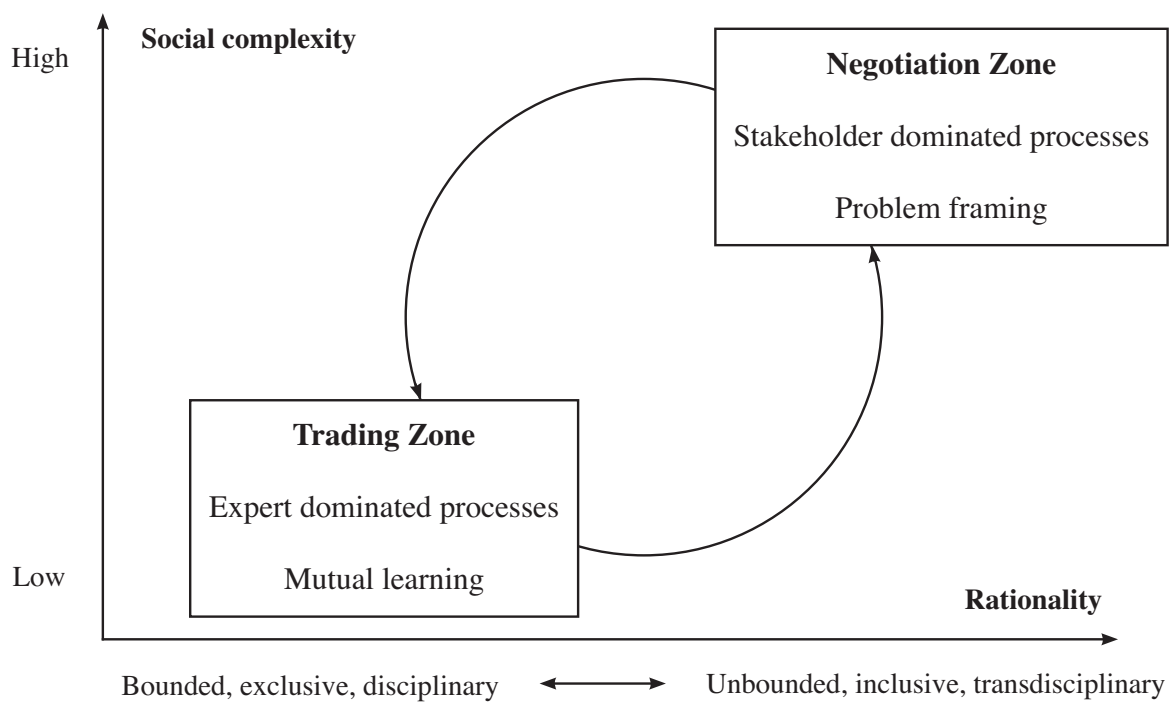 Social complexity
High
Negotiation Zone
Stakeholder dominated processes
Problem framing
Trading Zone
Expert dominated processes
Mutual learning
Low
Rationality
Bounded, exclusive, disciplinary
Unbounded, inclusive, transdisciplinary